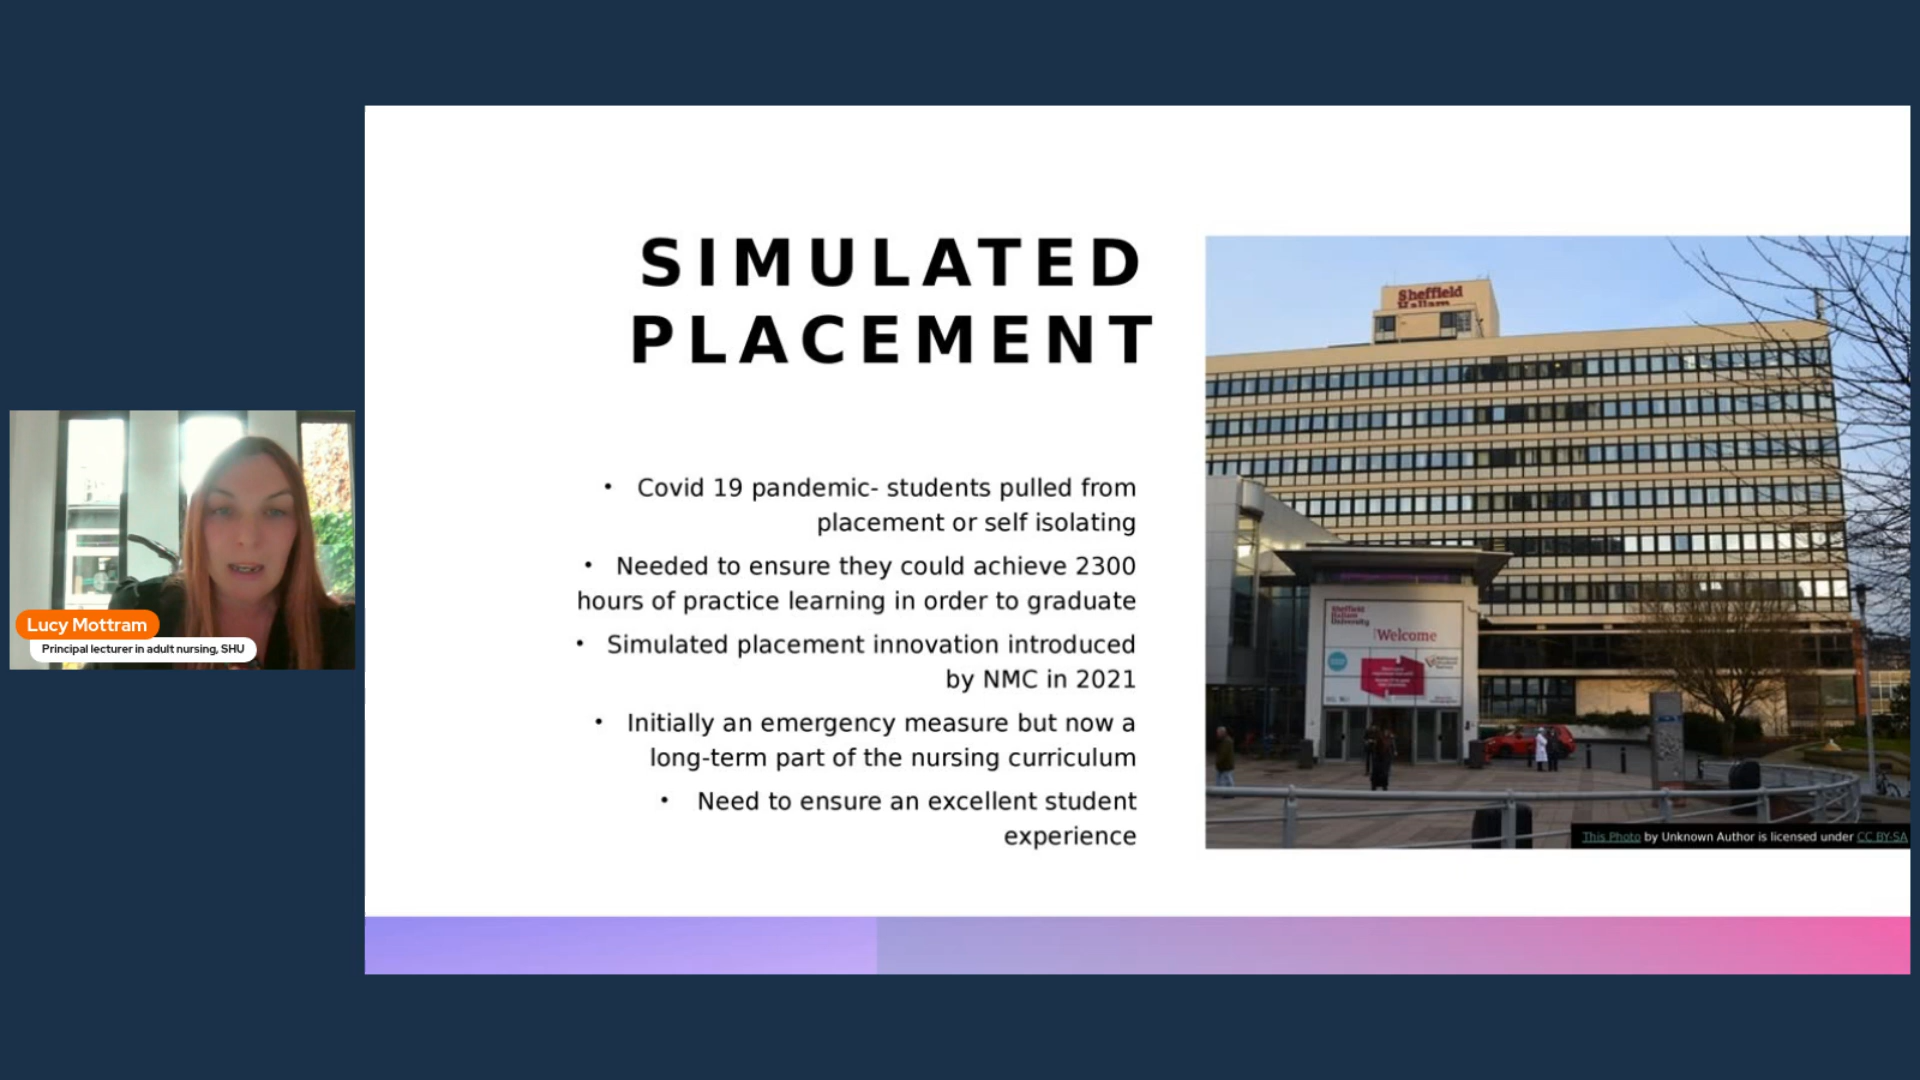 SIMULATED
PLACEMENT
• Covid 19 pandemic- students pulled from
placement or self isolating
• Needed to ensure they could achieve 2300
hours of practice learning in order to graduate
• Simulated placement innovation introduced
by NMC in 2021
• Initially an emergency measure but now a
long-term part of the nursing curriculum
• Need to ensure an excellent student
experience
Sheffield
Hallam
Sheffield
Hallam
University
Welcome
This Photo by Unknown Author is licensed under CC BY-SA
Lucy Mottram
Principal lecturer in adult nursing, SHU